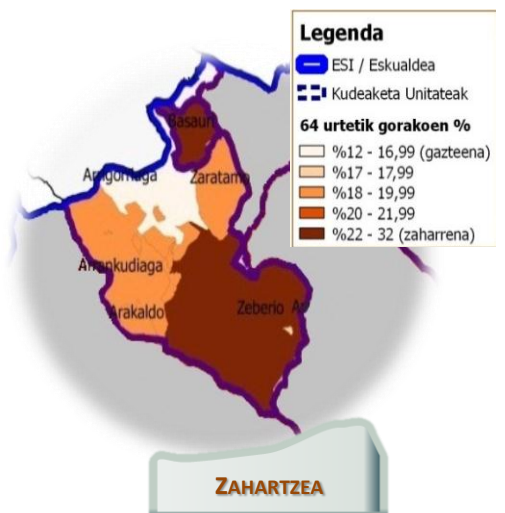 Legenda
ESI / Eskualdea
Kudeaketa Unitateak
64 urtetik gorakoen %
%12 - 16,99 (gazteena)
%17 - 17,99
%18 - 19,99
%20 - 21,99
%22 - 32 (zaharrena)
Basauri
Arrigorriaga
Zaratamo
Arrankudiaga
Arakaldo
Zeberio
ZAHARTZEA